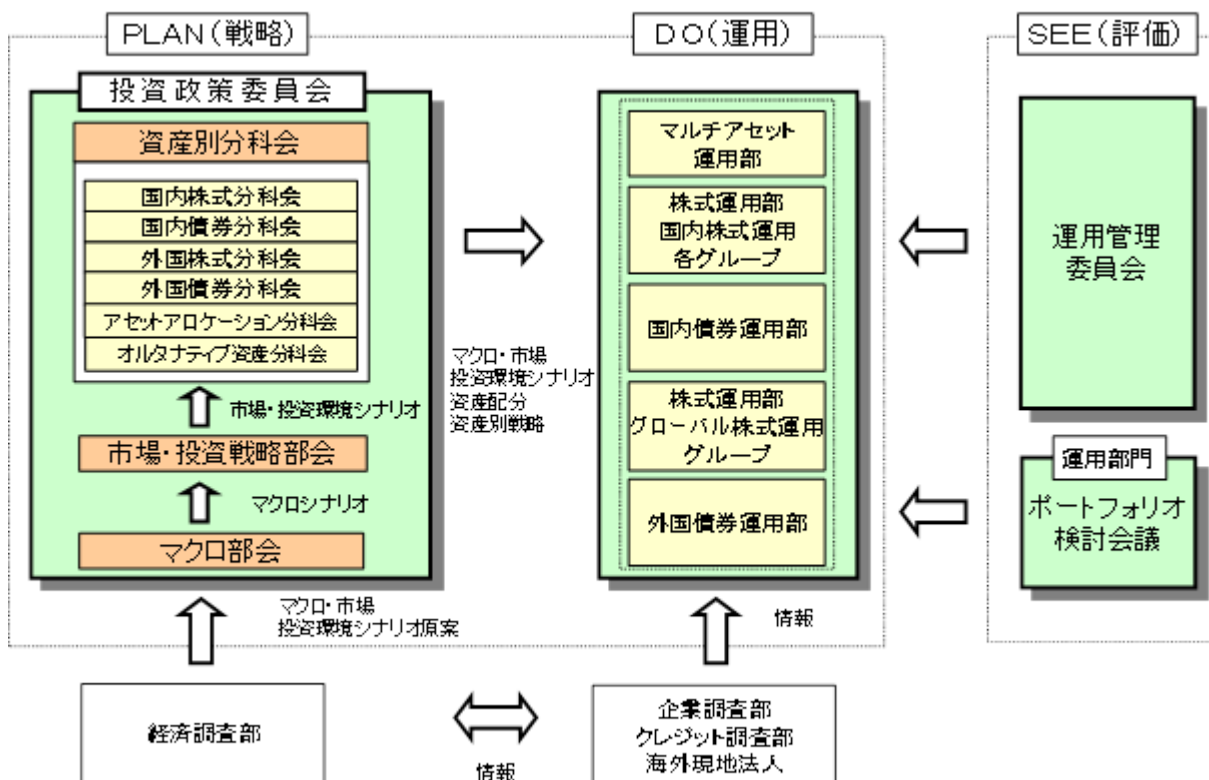 PLAN(戦略)
投資政策委員会
資産別分科会
国内株式分科会
国内債券分科会
外国株式分科会
外国債券分科会
アセットアロケーション分科会
オルタナティブ資産分科会
市場・投資環境シナリオ
市場・投資戦略部会
マクロシナリオ
マクロ部会
マクロ・市場
投資環境シナリオ原案
経済調査部
マクロ・市場
投資環境シナリオ
資産配分
資産別戦略
情報
DO(運用)
マルチアセット
運用部
株式運用部
国内株式運用
各グループ
国内債券運用部
株式運用部
グローバル株式運用
グループ
外国債券運用部
情報
企業調査部
クレジット調査部
海外現地法人
SEE(評価)
運用管理
委員会
運用部門
ポートフォリオ
検討会議